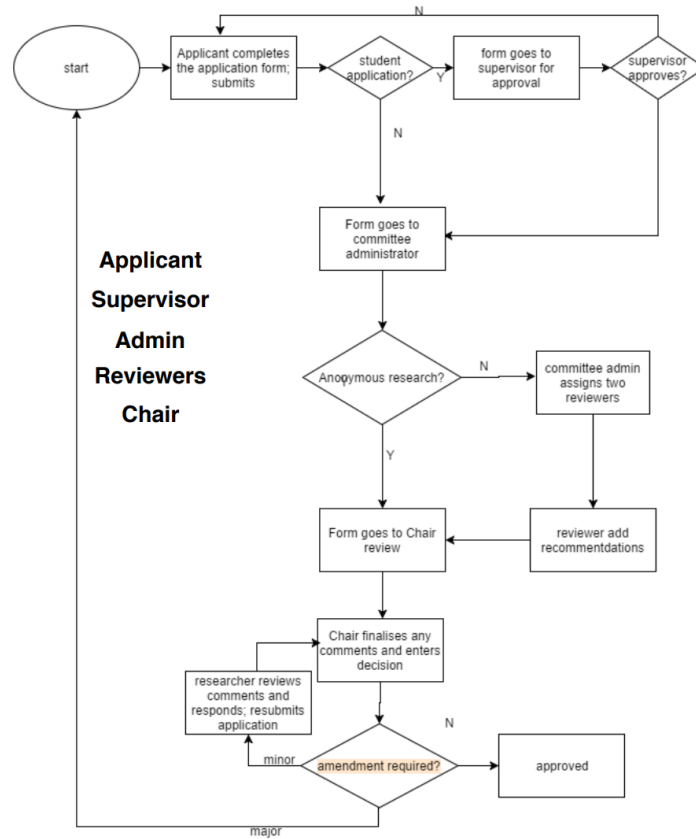 N
start
Applicant completes
the application form;
submits
student
application?
Y
form goes to
supervisor for
approval
supervisor
approves?
N
Form goes to
committee
administrator
Applicant
Supervisor
Admin
Reviewers
Chair
Anoymous research?
N
committee admin
assigns two
reviewers
Y
Form goes to Chair
review
reviewer add
recommentdations
Chair finalises any
comments and enters
decision
researcher reviews
comments and
responds; resubmits
application
N
minor
amendment required?
approved
major